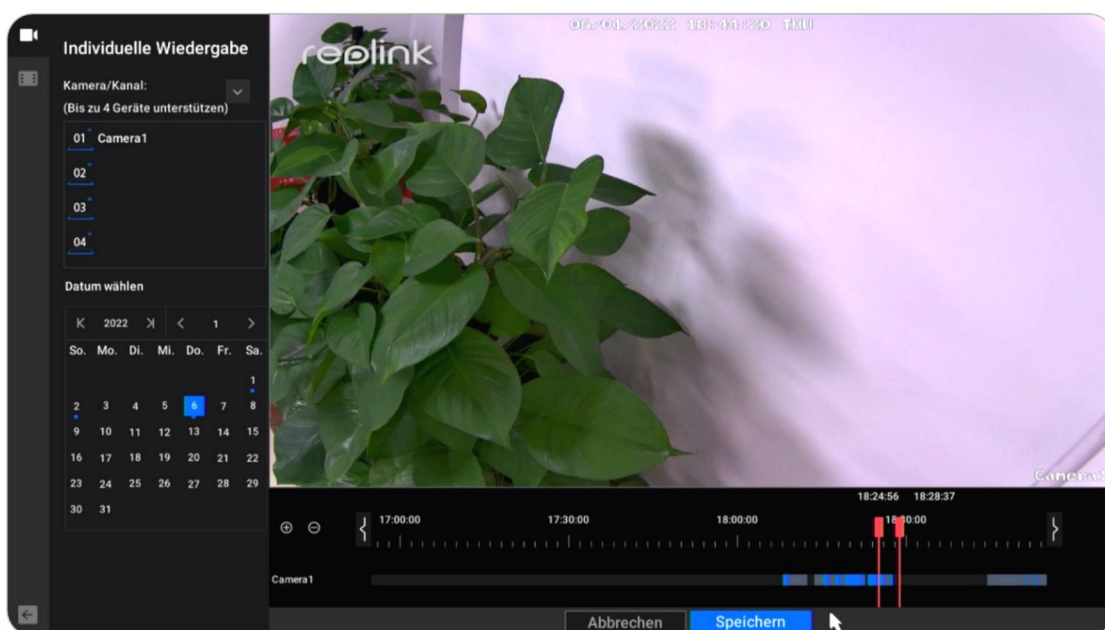 Individuelle Wiedergabe
Kamera/Kanal:
(Bis zu 4 Geräte unterstützen)
01 Camera1
02
03
04
Datum wählen
2022 1
So. Mo. Di. Mi. Do. Fr. Sa.
1
2 3 4 5 6 7 8
9 10 11 12 13 14 15
16 17 18 19 20 21 22
23 24 25 26 27 28 29
30 31
06/01/2022 18:44:20 THU
reolink
Camera1
18:24:56 18:28:37
17:00:00 17:30:00 18:00:00 18:30:00
Camera1
Abbrechen Speichern